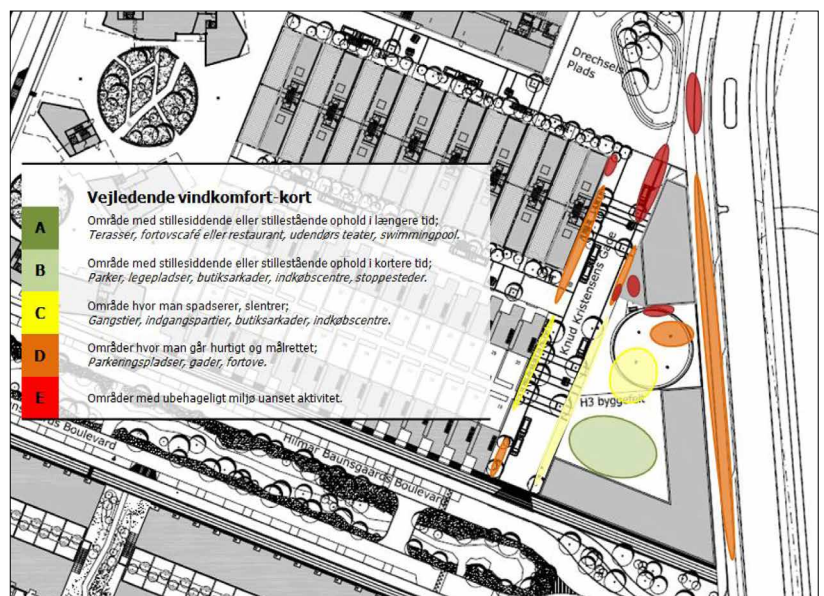 Drechsels
Plads
Vejledende vindkomfort-kort
A
Område med stillesiddende eller stillestående ophold i længere tid;
Terasser, fortovscafé eller restaurant, udendørs teater, swimmingpool.
B
Område med stillesiddende eller stillestående ophold i kortere tid;
Parker, legepladser, butiksarkader, indkøbscentre, stoppesteder.
C
Område hvor man spadserer, slentrer;
Gangstier, indgangspartier, butiksarkader, indkøbscentre.
D
Områder hvor man går hurtigt og målrettet;
Parkeringspladser, gader, fortove.
E
Områder med ubehageligt miljø uanset aktivitet.
Knud Kristensens Gade
H3 byggefelt
Boulevard
Hilmar Baunsgaards Boulevard